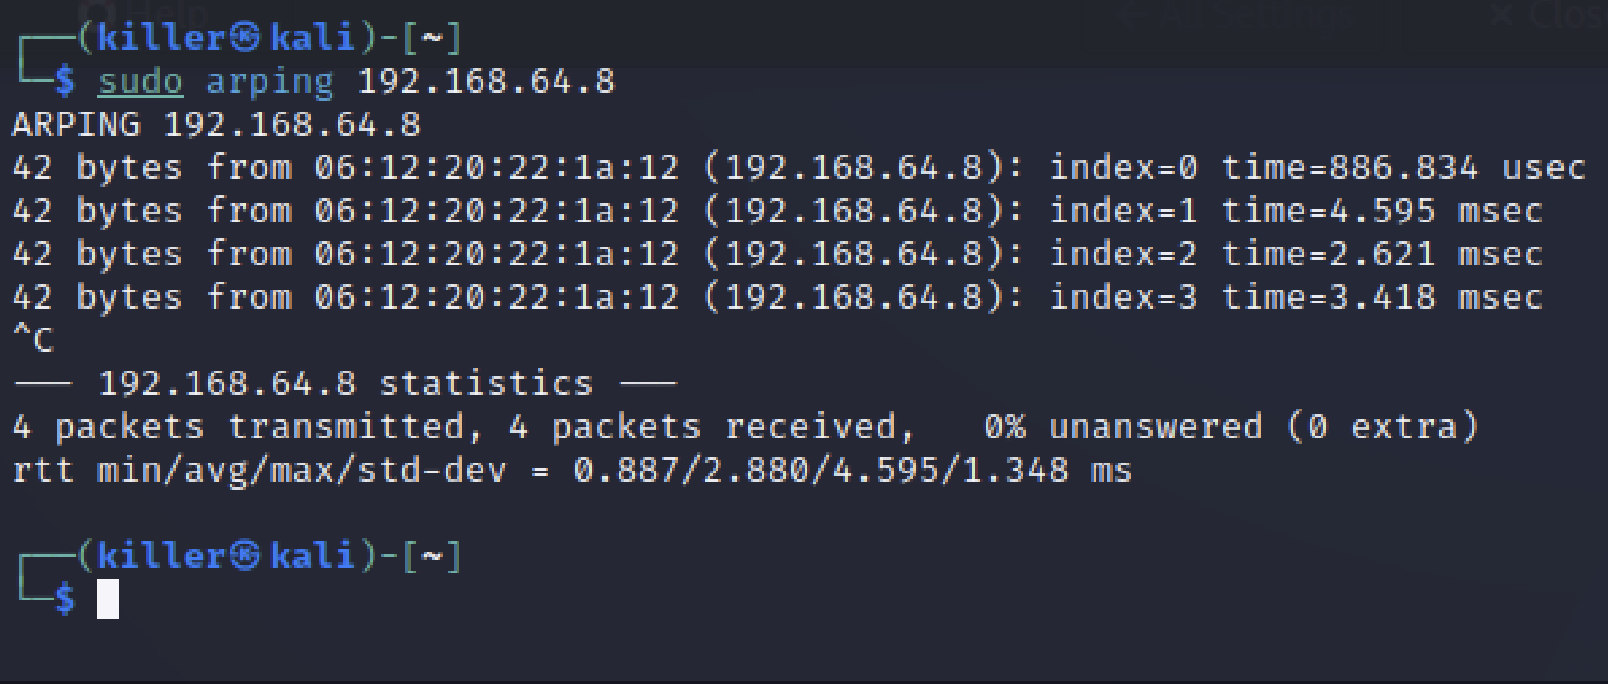 Help
← All Settings
× Clos
┌──(killer㉿kali)-[~]
└─$ sudo arping 192.168.64.8
ARPING 192.168.64.8
42 bytes from 06:12:20:22:1a:12 (192.168.64.8): index=0 time=886.834 usec
42 bytes from 06:12:20:22:1a:12 (192.168.64.8): index=1 time=4.595 msec
42 bytes from 06:12:20:22:1a:12 (192.168.64.8): index=2 time=2.621 msec
42 bytes from 06:12:20:22:1a:12 (192.168.64.8): index=3 time=3.418 msec
^C
--- 192.168.64.8 statistics ---
4 packets transmitted, 4 packets received,   0% unanswered (0 extra)
rtt min/avg/max/std-dev = 0.887/2.880/4.595/1.348 ms
┌──(killer㉿kali)-[~]
└─$